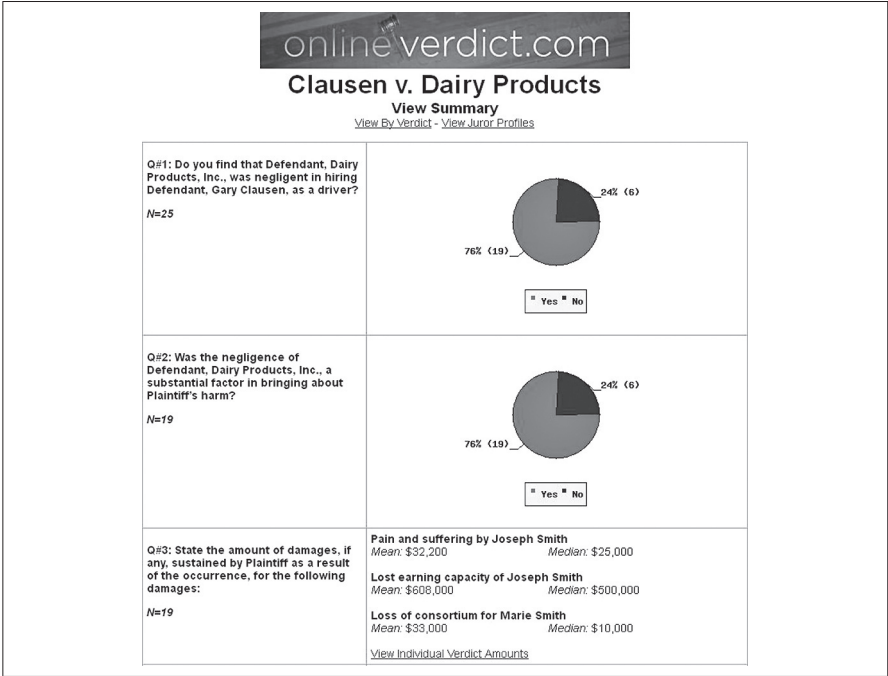 onlineverdict.com
Clausen v. Dairy Products
View Summary
View By Verdict - View Juror Profiles
Q#1: Do you find that Defendant, Dairy
Products, Inc., was negligent in hiring
Defendant, Gary Clausen, as a driver?
N=25
24% (6)
76% (19)
Yes No
Q#2: Was the negligence of
Defendant, Dairy Products, Inc., a
substantial factor in bringing about
Plaintiff's harm?
N=19
24% (6)
76% (19)
Yes No
Q#3: State the amount of damages, if
any, sustained by Plaintiff as a result
of the occurrence, for the following
damages:
N=19
Pain and suffering by Joseph Smith
Mean: $32,200 Median: $25,000
Lost earning capacity of Joseph Smith
Mean: $608,000 Median: $500,000
Loss of consortium for Marie Smith
Mean: $33,000 Median: $10,000
View Individual Verdict Amounts